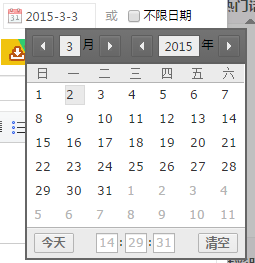 2015-3-3 或 不限日期
热门
3 月 2015 年
日 一 二 三 四 五 六
1 2 3 4 5 6 7
8 9 10 11 12 13 14
15 16 17 18 19 20 21
22 23 24 25 26 27 28
29 30 31 1 2 3 4
5 6 7 8 9 10 11
今天 14:29:31 清空